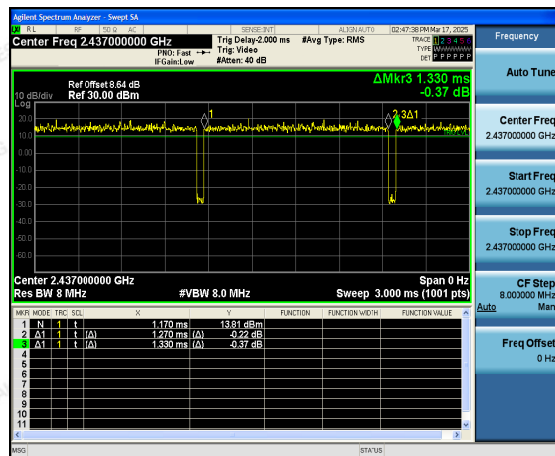 Agilent Spectrum Analyzer - Swept SA
RL RF 50 Ω AC SENSE:INT ALIGN AUTO 02:47:38 PM Mar 17, 2025
Center Freq 2.437000000 GHz
PNO: Fast
IFGain:Low
Trig Delay-2.000 ms
Trig: Video
#Atten: 40 dB
#Avg Type: RMS
TRACE 1 2 3 4 5 6
TYPE WWWWWW
DET P P P P P P
Ref Offset 8.64 dB
Ref 30.00 dBm
10 dB/div
Log
ΔMkr3 1.330 ms
-0.37 dB
20.0
10.0
0.00
-10.0
-20.0
-30.0
-40.0
-50.0
-60.0
1
2 3Δ1
Center 2.437000000 GHz
Span 0 Hz
Res BW 8 MHz
#VBW 8.0 MHz
Sweep 3.000 ms (1001 pts)
MKR MODE TRC SCL X Y FUNCTION FUNCTION WIDTH FUNCTION VALUE
1 N 1 t 1.170 ms 13.81 dBm
2 Δ1 1 t (Δ) 1.270 ms (Δ) -0.22 dB
3 Δ1 1 t (Δ) 1.330 ms (Δ) -0.37 dB
4
5
6
7
8
9
10
11
MSG STATUS
Frequency
Auto Tune
Center Freq
2.437000000 GHz
Start Freq
2.437000000 GHz
Stop Freq
2.437000000 GHz
CF Step
8.000000 MHz
Auto Man
Freq Offset
0 Hz